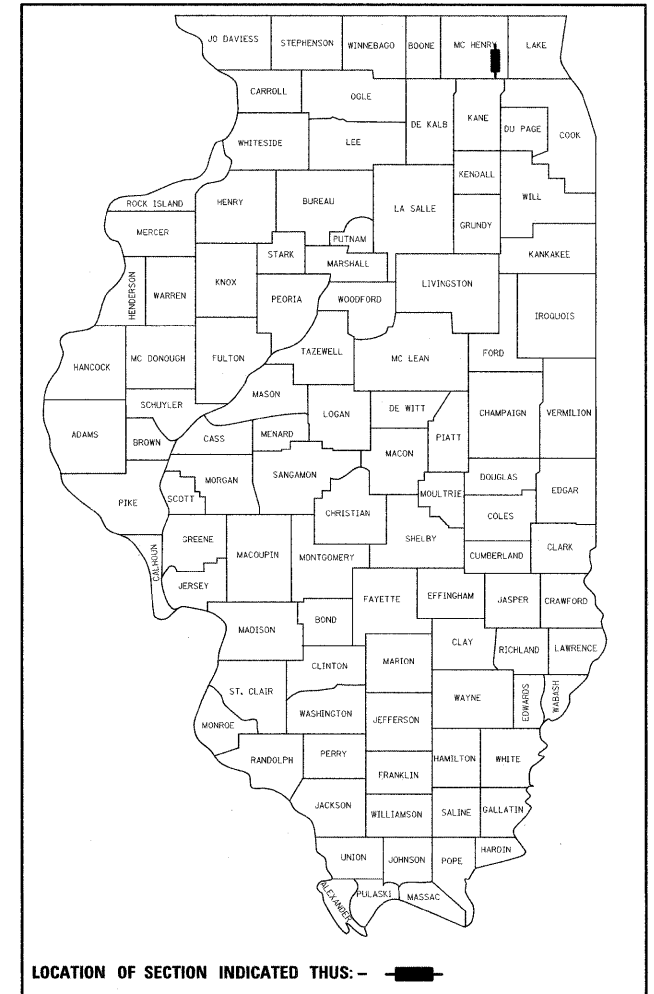 JO DAVIESS
STEPHENSON
WINNEBAGO
BOONE
MC HENRY
LAKE
CARROLL
OGLE
KANE
DE KALB
DU PAGE
COOK
WHITESIDE
LEE
KENDALL
WILL
ROCK ISLAND
HENRY
BUREAU
LA SALLE
GRUNDY
MERCER
PUTNAM
STARK
MARSHALL
KANKAKEE
HENDERSON
WARREN
KNOX
PEORIA
WOODFORD
LIVINGSTON
IROQUOIS
HANCOCK
MC DONOUGH
FULTON
TAZEWELL
MC LEAN
FORD
SCHUYLER
MASON
LOGAN
DE WITT
CHAMPAIGN
VERMILION
ADAMS
BROWN
CASS
MENARD
MACON
PIATT
PIKE
SCOTT
MORGAN
SANGAMON
CHRISTIAN
MOULTRIE
DOUGLAS
EDGAR
COLES
SHELBY
CALHOUN
GREENE
MACOUPIN
MONTGOMERY
CUMBERLAND
CLARK
JERSEY
FAYETTE
EFFINGHAM
JASPER
CRAWFORD
MADISON
BOND
CLAY
RICHLAND
LAWRENCE
CLINTON
MARION
ST. CLAIR
WAYNE
EDWARDS
WABASH
WASHINGTON
JEFFERSON
MONROE
RANDOLPH
PERRY
HAMILTON
WHITE
FRANKLIN
JACKSON
WILLIAMSON
SALINE
GALLATIN
UNION
JOHNSON
POPE
HARDIN
ALEXANDER
PULASKI
MASSAC
LOCATION OF SECTION INDICATED THUS: -